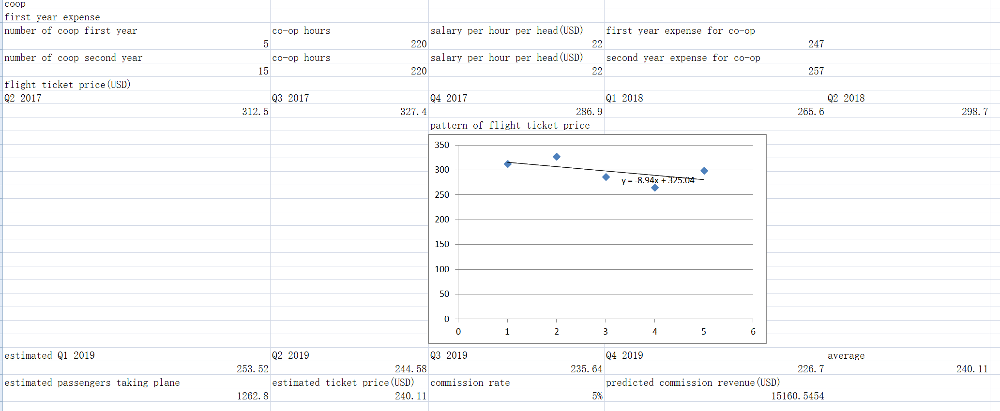 coop
first year expense
number of coop first year co-op hours salary per hour per head(USD) first year expense for co-op
5 220 22 247
number of coop second year co-op hours salary per hour per head(USD) second year expense for co-op
15 220 22 257
flight ticket price(USD)
Q2 2017 Q3 2017 Q4 2017 Q1 2018 Q2 2018
312.5 327.4 286.9 265.6 298.7
pattern of flight ticket price
350
300
y = -8.94x + 325.04
250
200
150
100
50
0
0 1 2 3 4 5 6
estimated Q1 2019 Q2 2019 Q3 2019 Q4 2019 average
253.52 244.58 235.64 226.7 240.11
estimated passengers taking plane estimated ticket price(USD) commission rate predicted commission revenue(USD)
1262.8 240.11 5% 15160.5454